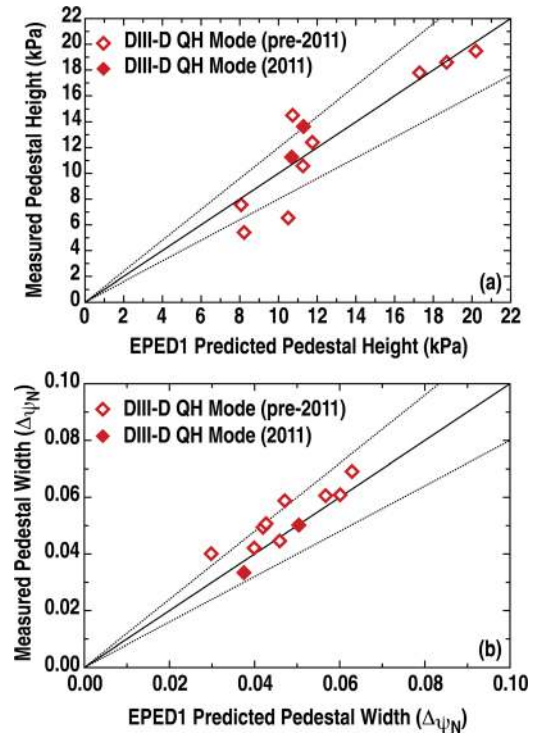 22
20
18
16
14
12
10
8
6
4
2
0
Measured Pedestal Height (kPa)
DIII-D QH Mode (pre-2011)
DIII-D QH Mode (2011)
(a)
0 2 4 6 8 10 12 14 16 18 20 22
EPED1 Predicted Pedestal Height (kPa)
0.10
0.08
0.06
0.04
0.02
0.00
Measured Pedestal Width (ΔψN)
DIII-D QH Mode (pre-2011)
DIII-D QH Mode (2011)
(b)
0.00 0.02 0.04 0.06 0.08 0.10
EPED1 Predicted Pedestal Width (ΔψN)